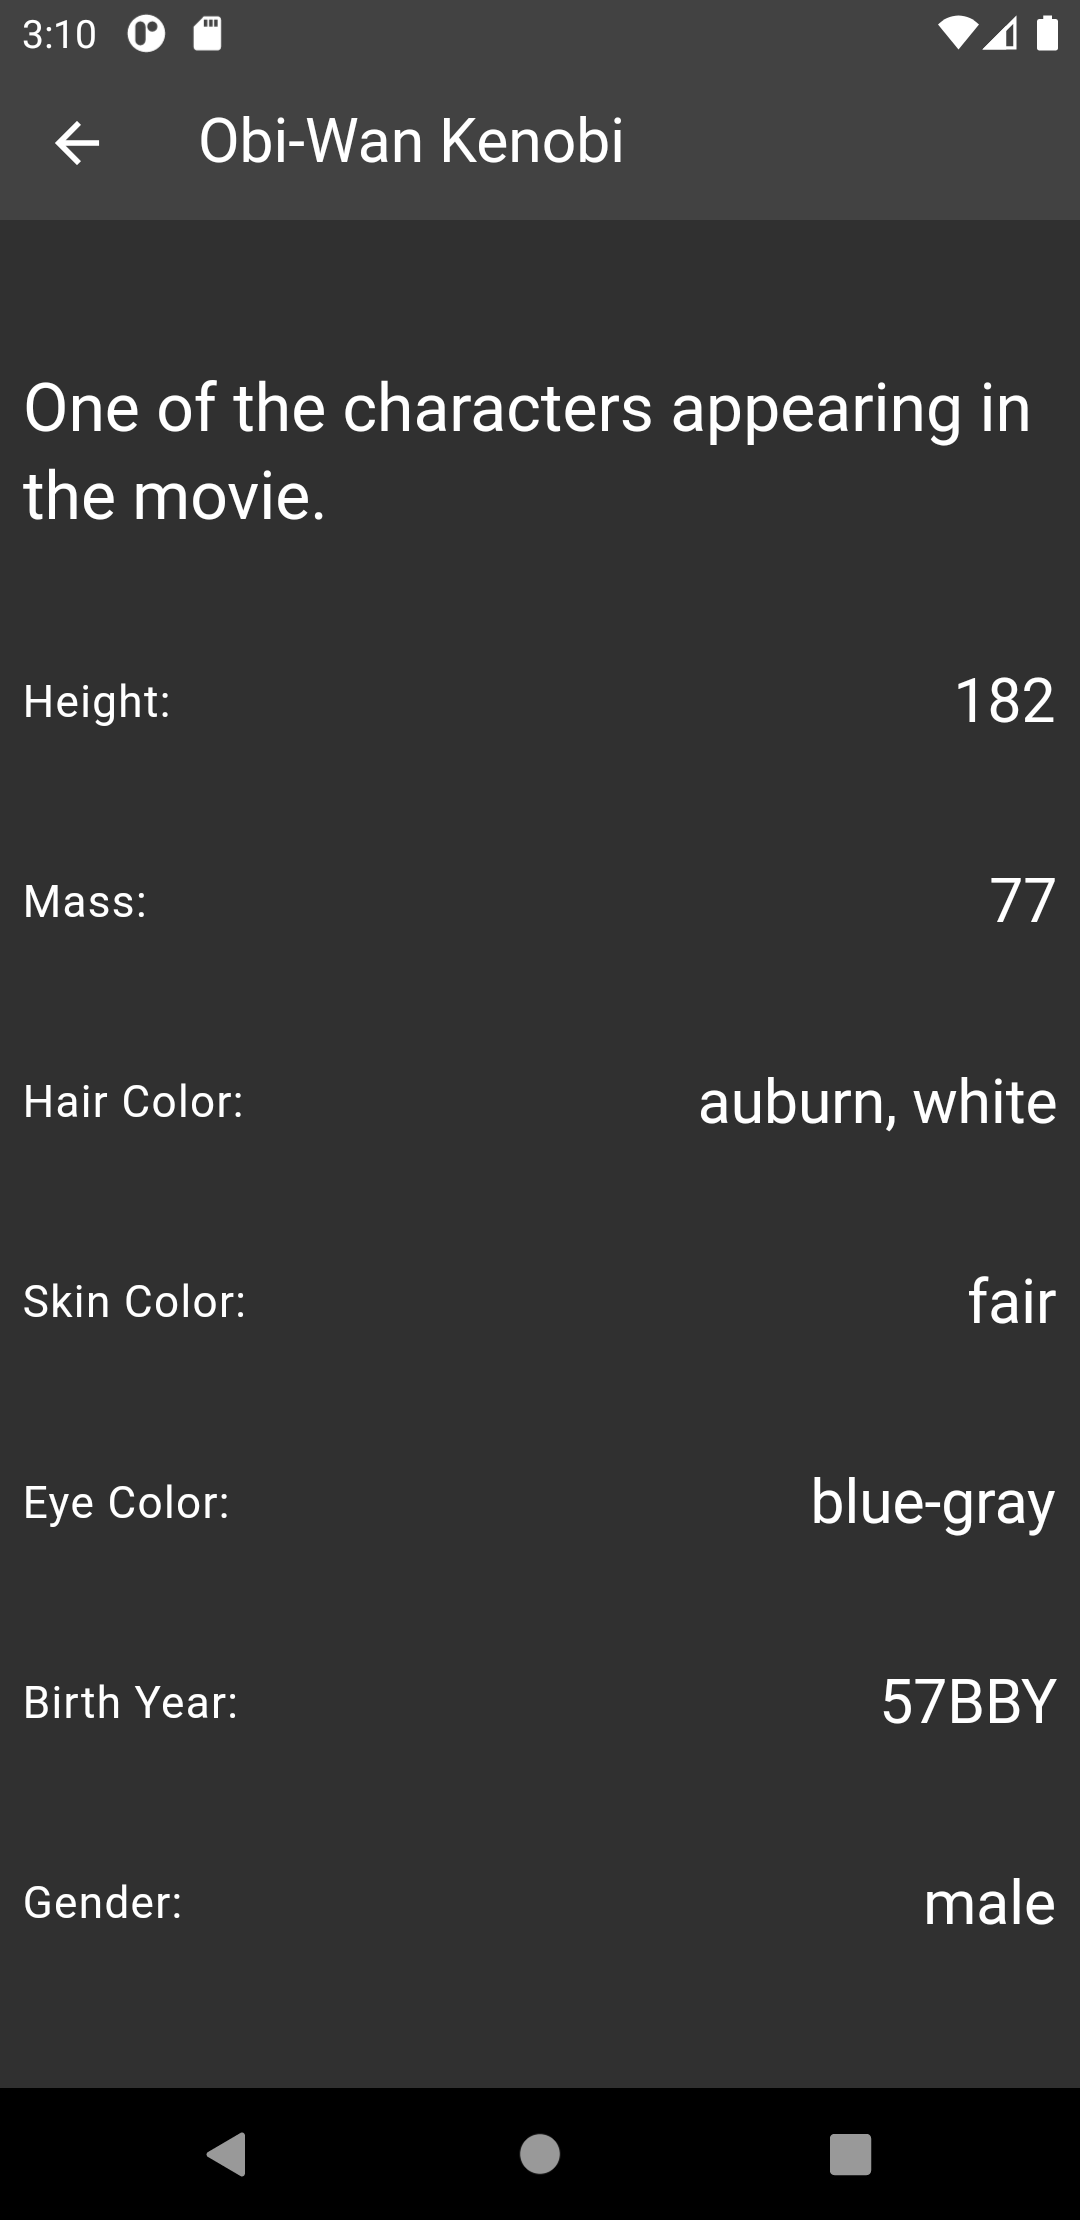 3:10
Obi-Wan Kenobi
One of the characters appearing in
the movie.
Height: 182
Mass: 77
Hair Color: auburn, white
Skin Color: fair
Eye Color: blue-gray
Birth Year: 57BBY
Gender: male